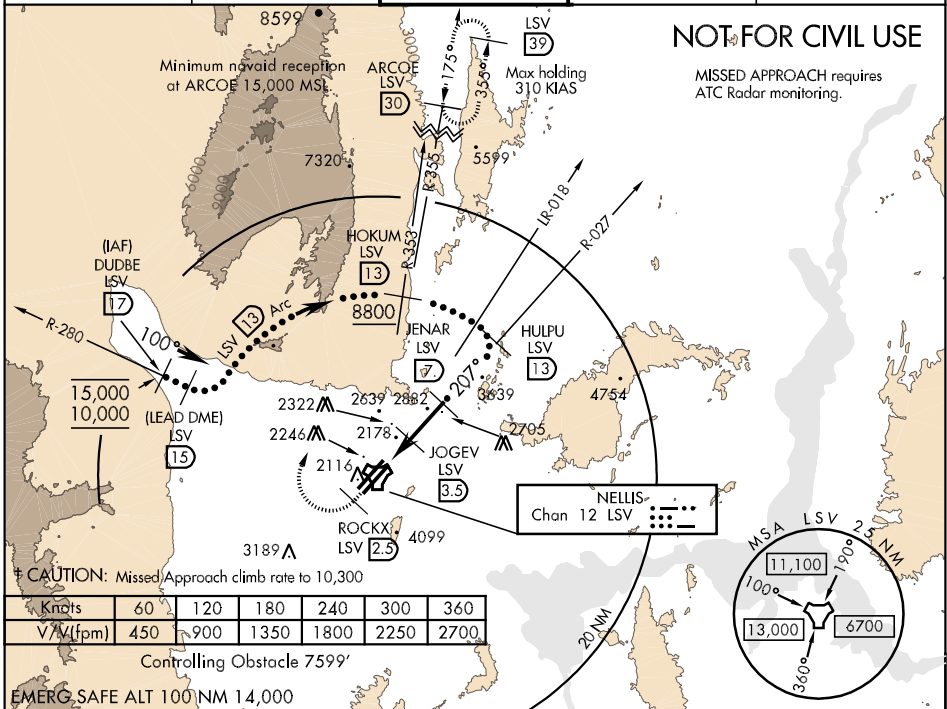 8599
LSV
39
NOT FOR CIVIL USE
Minimum navaid reception
at ARCOE 15,000 MSL
ARCOE
LSV
30
175°
355°
Max holding
310 KIAS
MISSED APPROACH requires
ATC Radar monitoring.
3000
7320
5599
6000
9000
R-355
R-353
LR-018
R-027
(IAF)
DUDBE
LSV
17
HOKUM
LSV
13
8800
R-280
100°
LSV 13 Arc
JENAR
LSV
7.
HULPU
LSV
13
207°
15,000
10,000
(LEAD DME)
LSV
15
2322
2639
2882
3639
4754
2246
2178
2705
2116
JOGEV
LSV
3.5
NELLIS
Chan 12 LSV
ROCKX
LSV 2.5
4099
3189
MSA LSV 25 NM
11,100
190°
100°
13,000
6700
360°
20 NM
‡ CAUTION: Missed Approach climb rate to 10,300
Knots 60 120 180 240 300 360
V/V(fpm) 450 900 1350 1800 2250 2700
Controlling Obstacle 7599'
EMERG SAFE ALT 100 NM 14,000